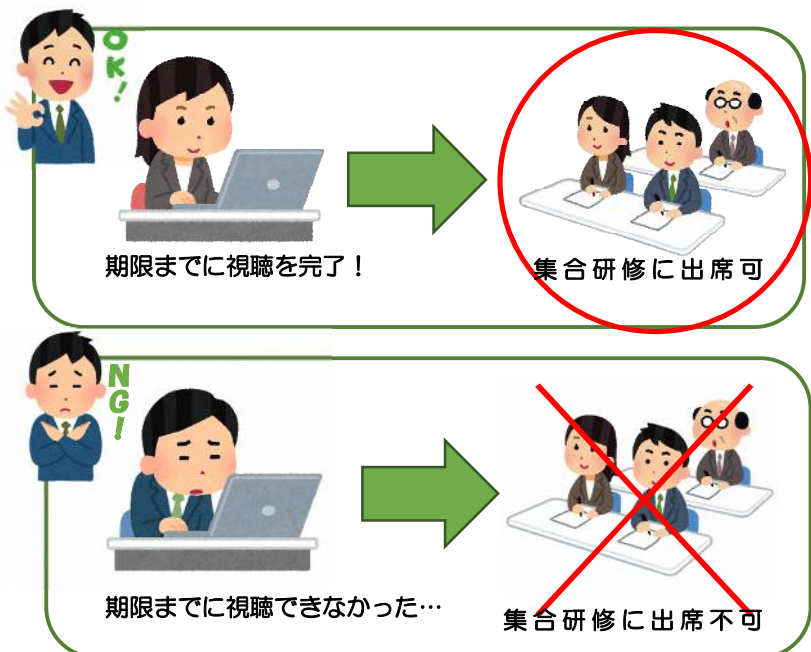 OK!
期限までに視聴を完了！
集合研修に出席可
NG!
期限までに視聴できなかった…
集合研修に出席不可